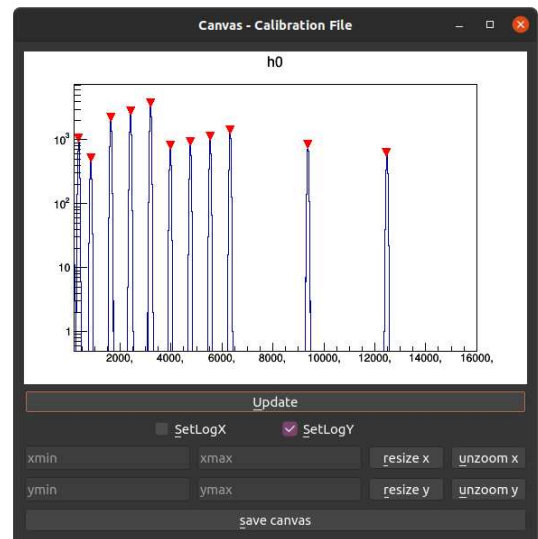 Canvas - Calibration File
h0
10³
10²
10
1
2000, 4000, 6000, 8000, 10000, 12000, 14000, 16000,
Update
SetLogX SetLogY
xmin xmax resize x unzoom x
ymin ymax resize y unzoom y
save canvas